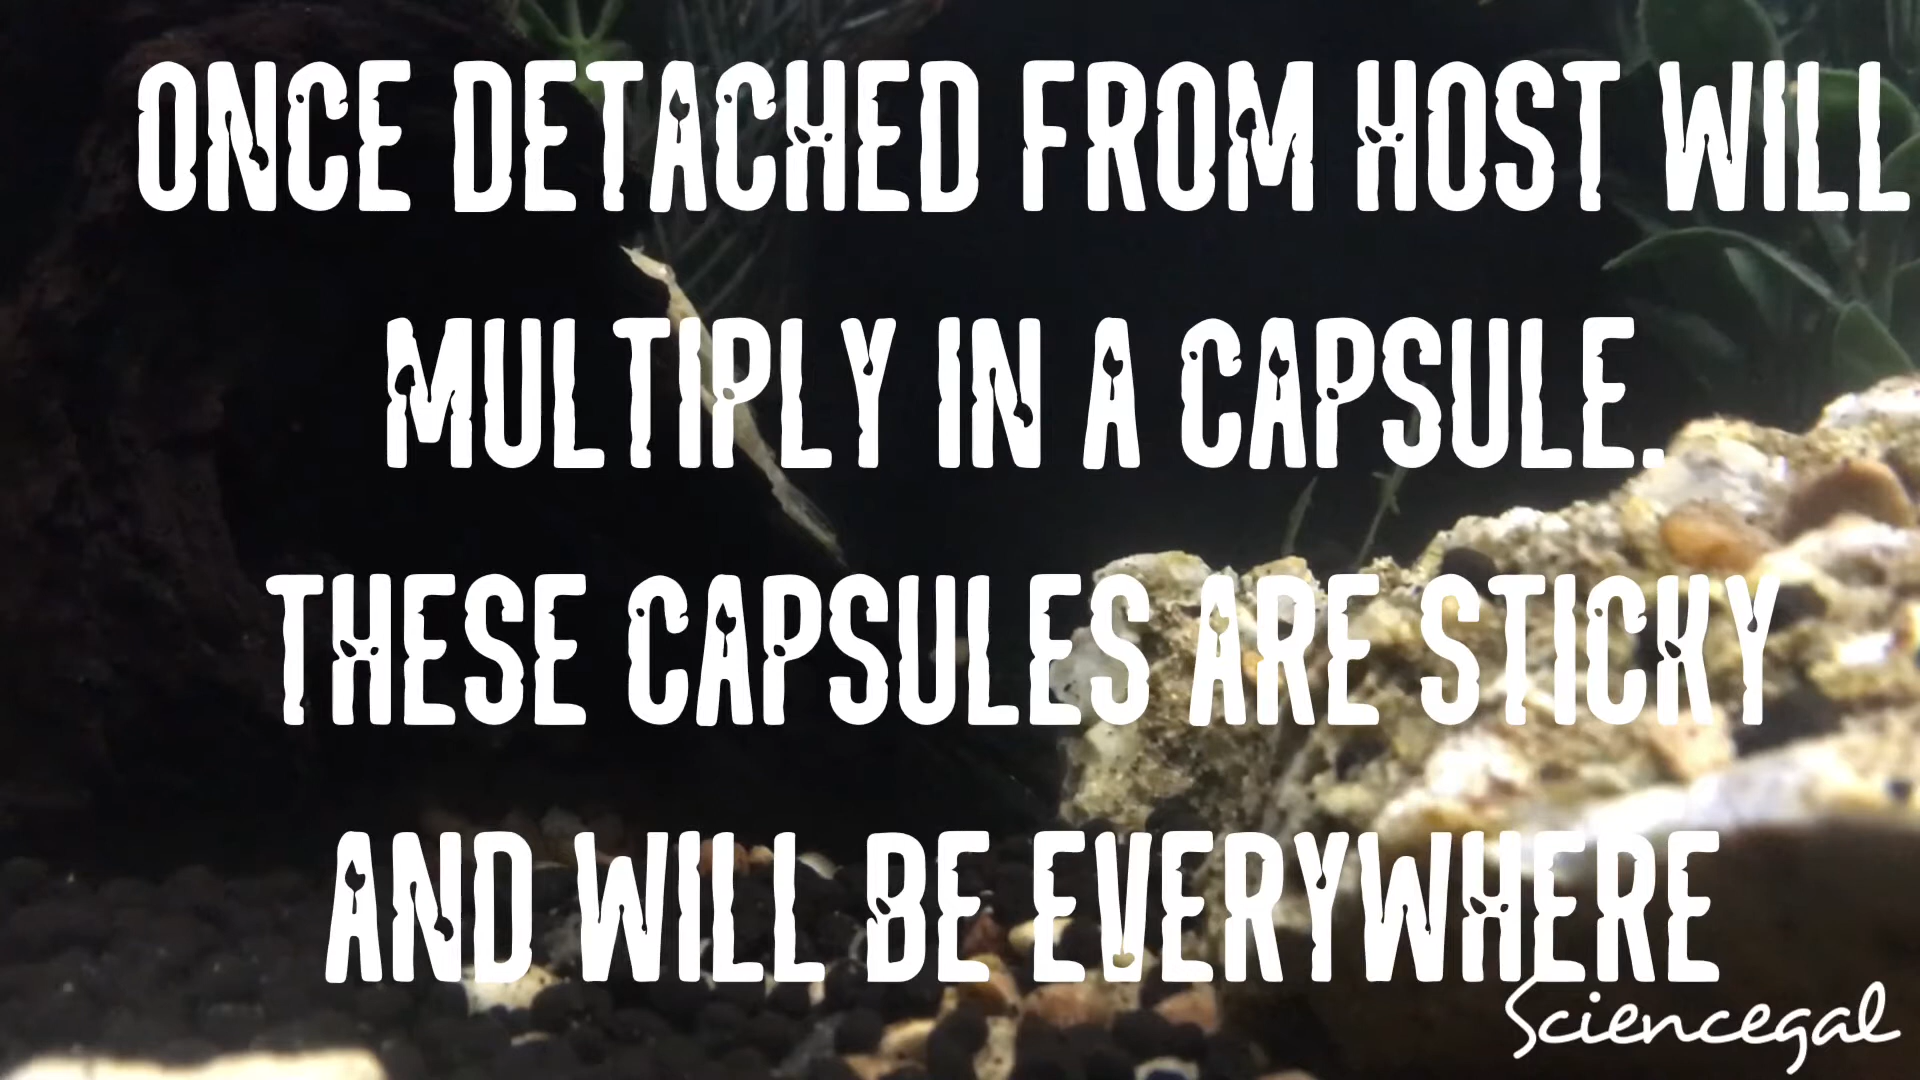 ONCE DETACHED FROM HOST WILL
MULTIPLY IN A CAPSULE.
THESE CAPSULES ARE STICKY
AND WILL BE EVERYWHERE
Sciencegal